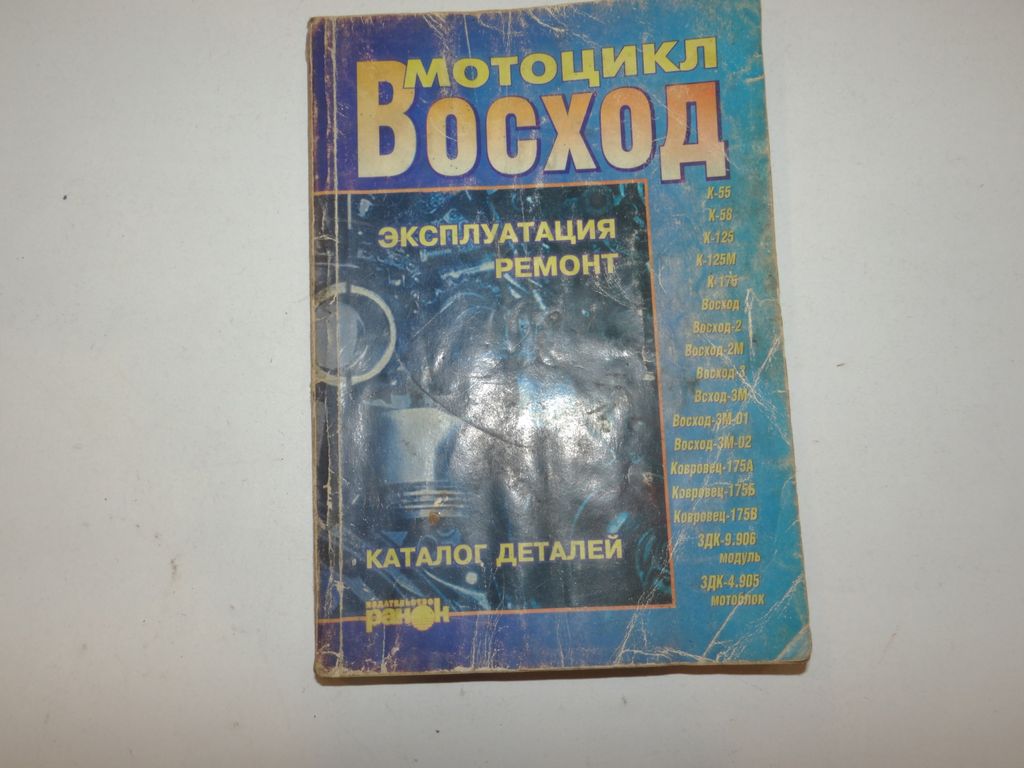 МОТОЦИКЛ
ВОСХОД
ЭКСПЛУАТАЦИЯ
РЕМОНТ
К-55
К-58
К-125
К-125М
К-175
Восход
Восход-2
Восход-2М
Восход-3
Всход-3М
Восход-3М-01
Восход-3М-02
Ковровец-175А
Ковровец-175Б
Ковровец-175В
ЗДК-9.906
модуль
ЗДК-4.905
мотоблок
КАТАЛОГ ДЕТАЛЕЙ
издательство
ранок